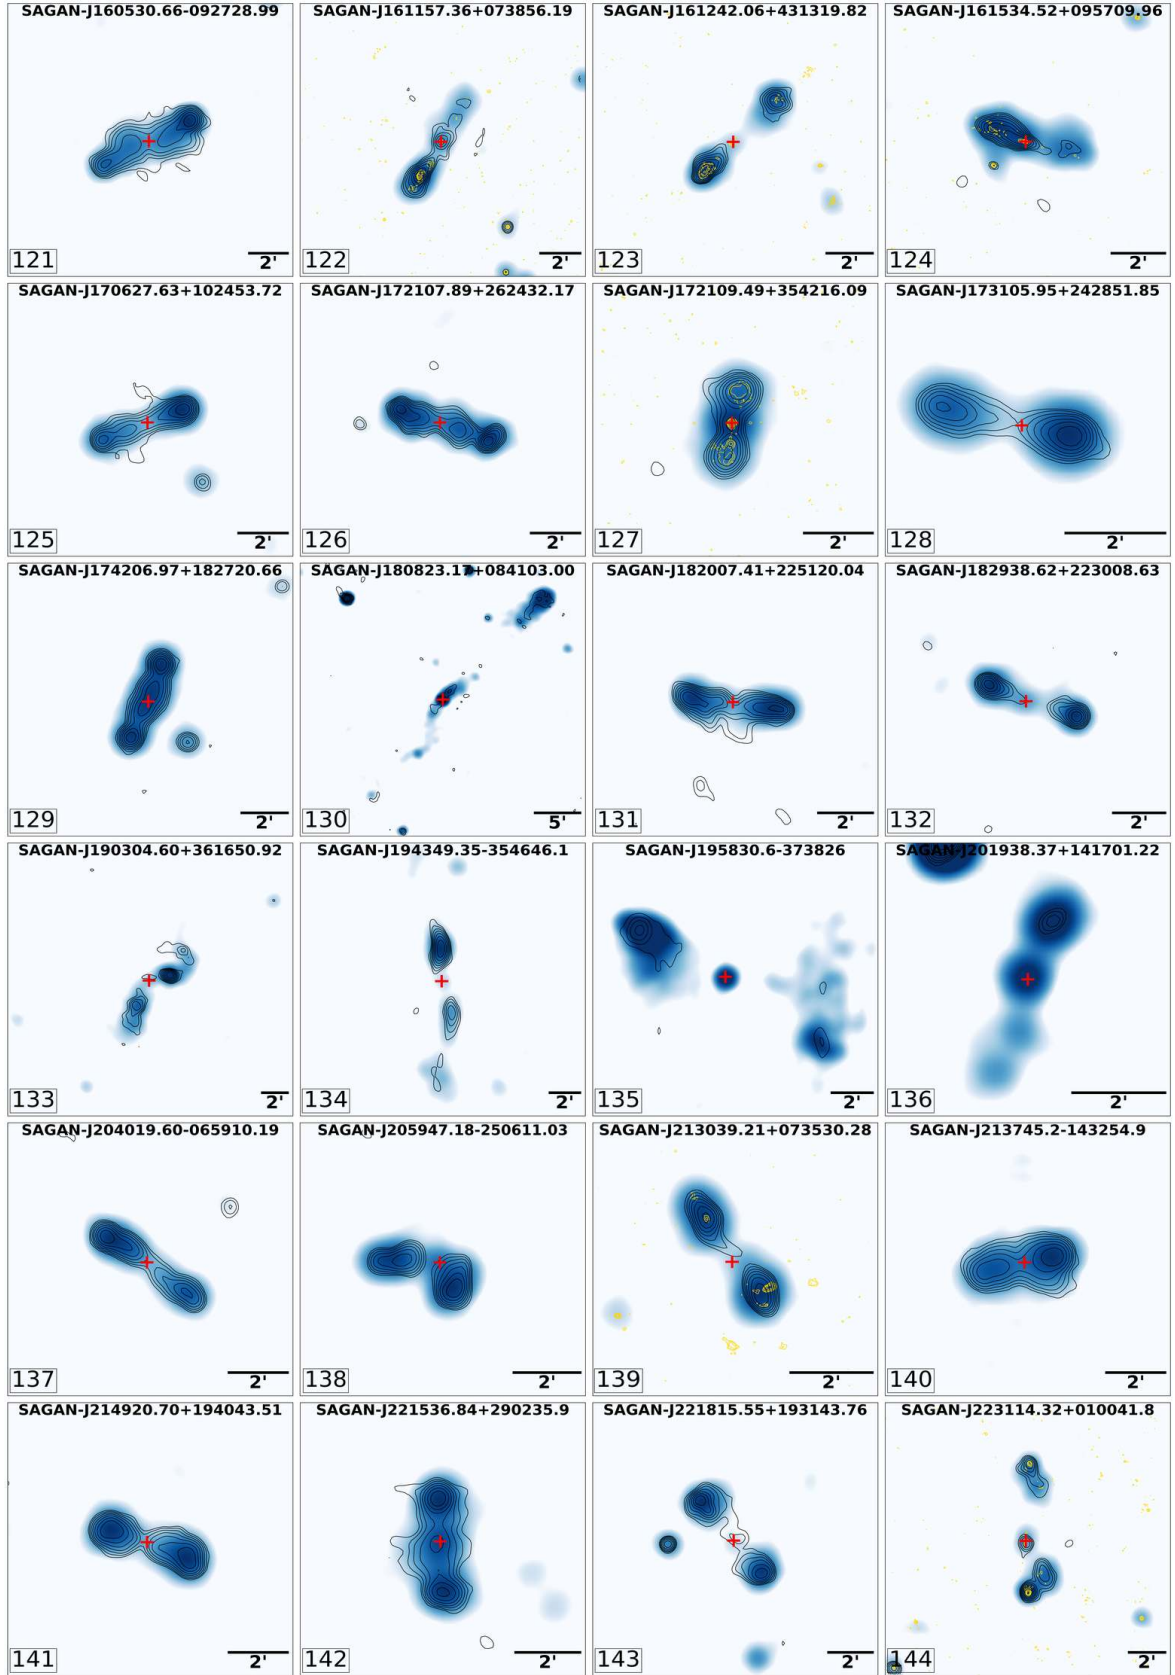 SAGAN-J160530.66-092728.99
SAGAN-J161157.36+073856.19
SAGAN-J161242.06+431319.82
SAGAN-J161534.52+095709.96
121
2'
122
2'
123
2'
124
2'
SAGAN-J170627.63+102453.72
SAGAN-J172107.89+262432.17
SAGAN-J172109.49+354216.09
SAGAN-J173105.95+242851.85
125
2'
126
2'
127
2'
128
2'
SAGAN-J174206.97+182720.66
SAGAN-J180823.17+084103.00
SAGAN-J182007.41+225120.04
SAGAN-J182938.62+223008.63
129
2'
130
5'
131
2'
132
2'
SAGAN-J190304.60+361650.92
SAGAN-J194349.35-354646.1
SAGAN-J195830.6-373826
SAGAN-J201938.37+141701.22
133
2'
134
2'
135
2'
136
2'
SAGAN-J204019.60-065910.19
SAGAN-J205947.18-250611.03
SAGAN-J213039.21+073530.28
SAGAN-J213745.2-143254.9
137
2'
138
2'
139
2'
140
2'
SAGAN-J214920.70+194043.51
SAGAN-J221536.84+290235.9
SAGAN-J221815.55+193143.76
SAGAN-J223114.32+010041.8
141
2'
142
2'
143
2'
144
2'